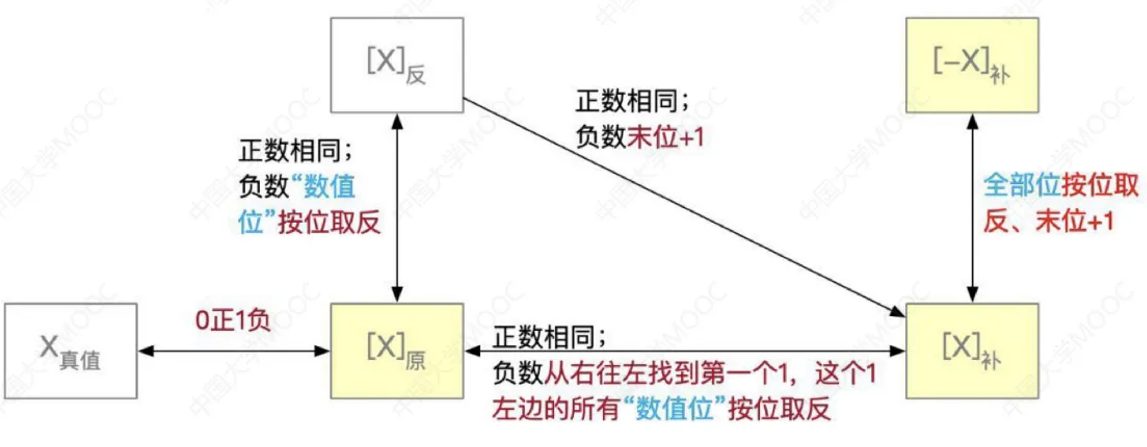 [X]反
[−X]补
正数相同；
负数末位+1
正数相同；
负数“数值
位”按位取反
全部位按位取
反、末位+1
X真值
0正1负
[X]原
正数相同；
负数从右往左找到第一个1，这个1
左边的所有“数值位”按位取反
[X]补
中国大学MOOC